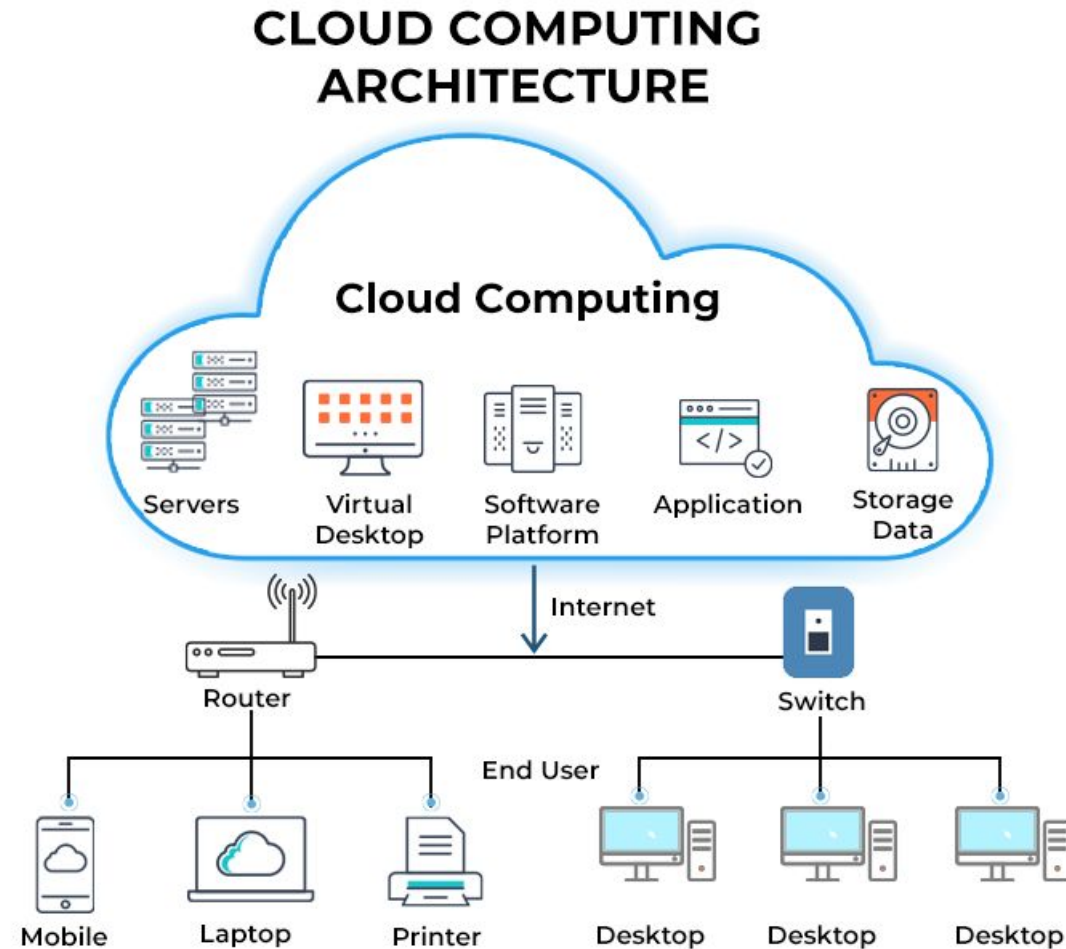 CLOUD COMPUTING
ARCHITECTURE
Cloud Computing
Servers
Virtual
Desktop
Software
Platform
Application
Storage
Data
Internet
Router
Switch
End User
Mobile
Laptop
Printer
Desktop
Desktop
Desktop